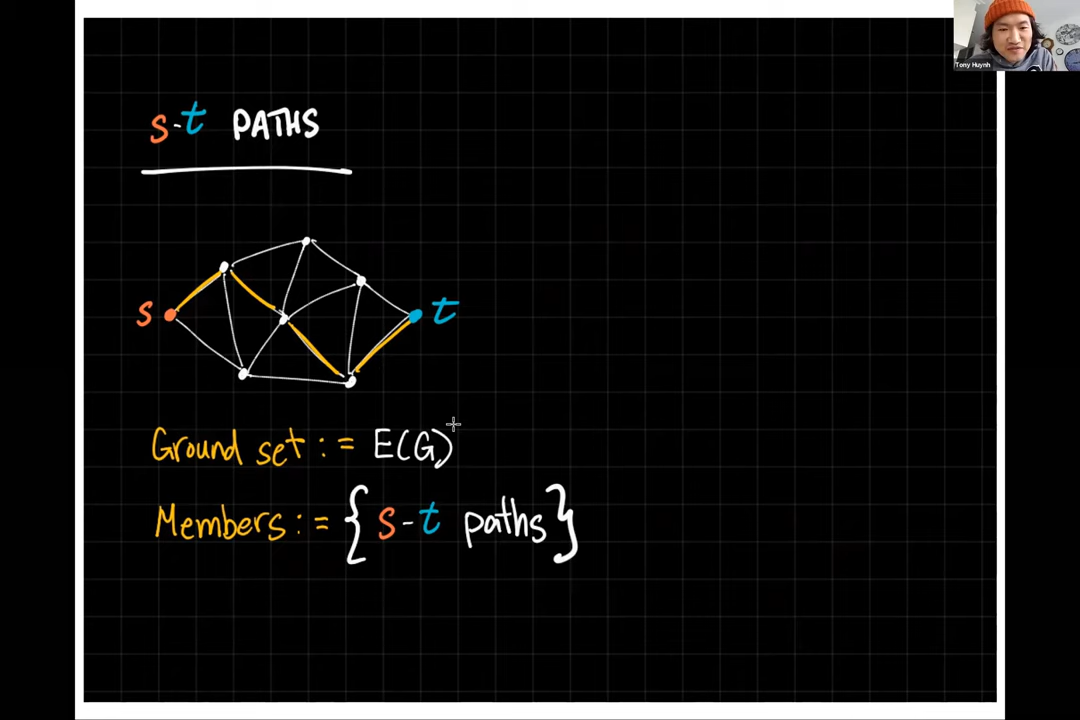 Tony Huynh
s-t PATHS
s
t
Ground set := E(G)
Members := { s-t paths }